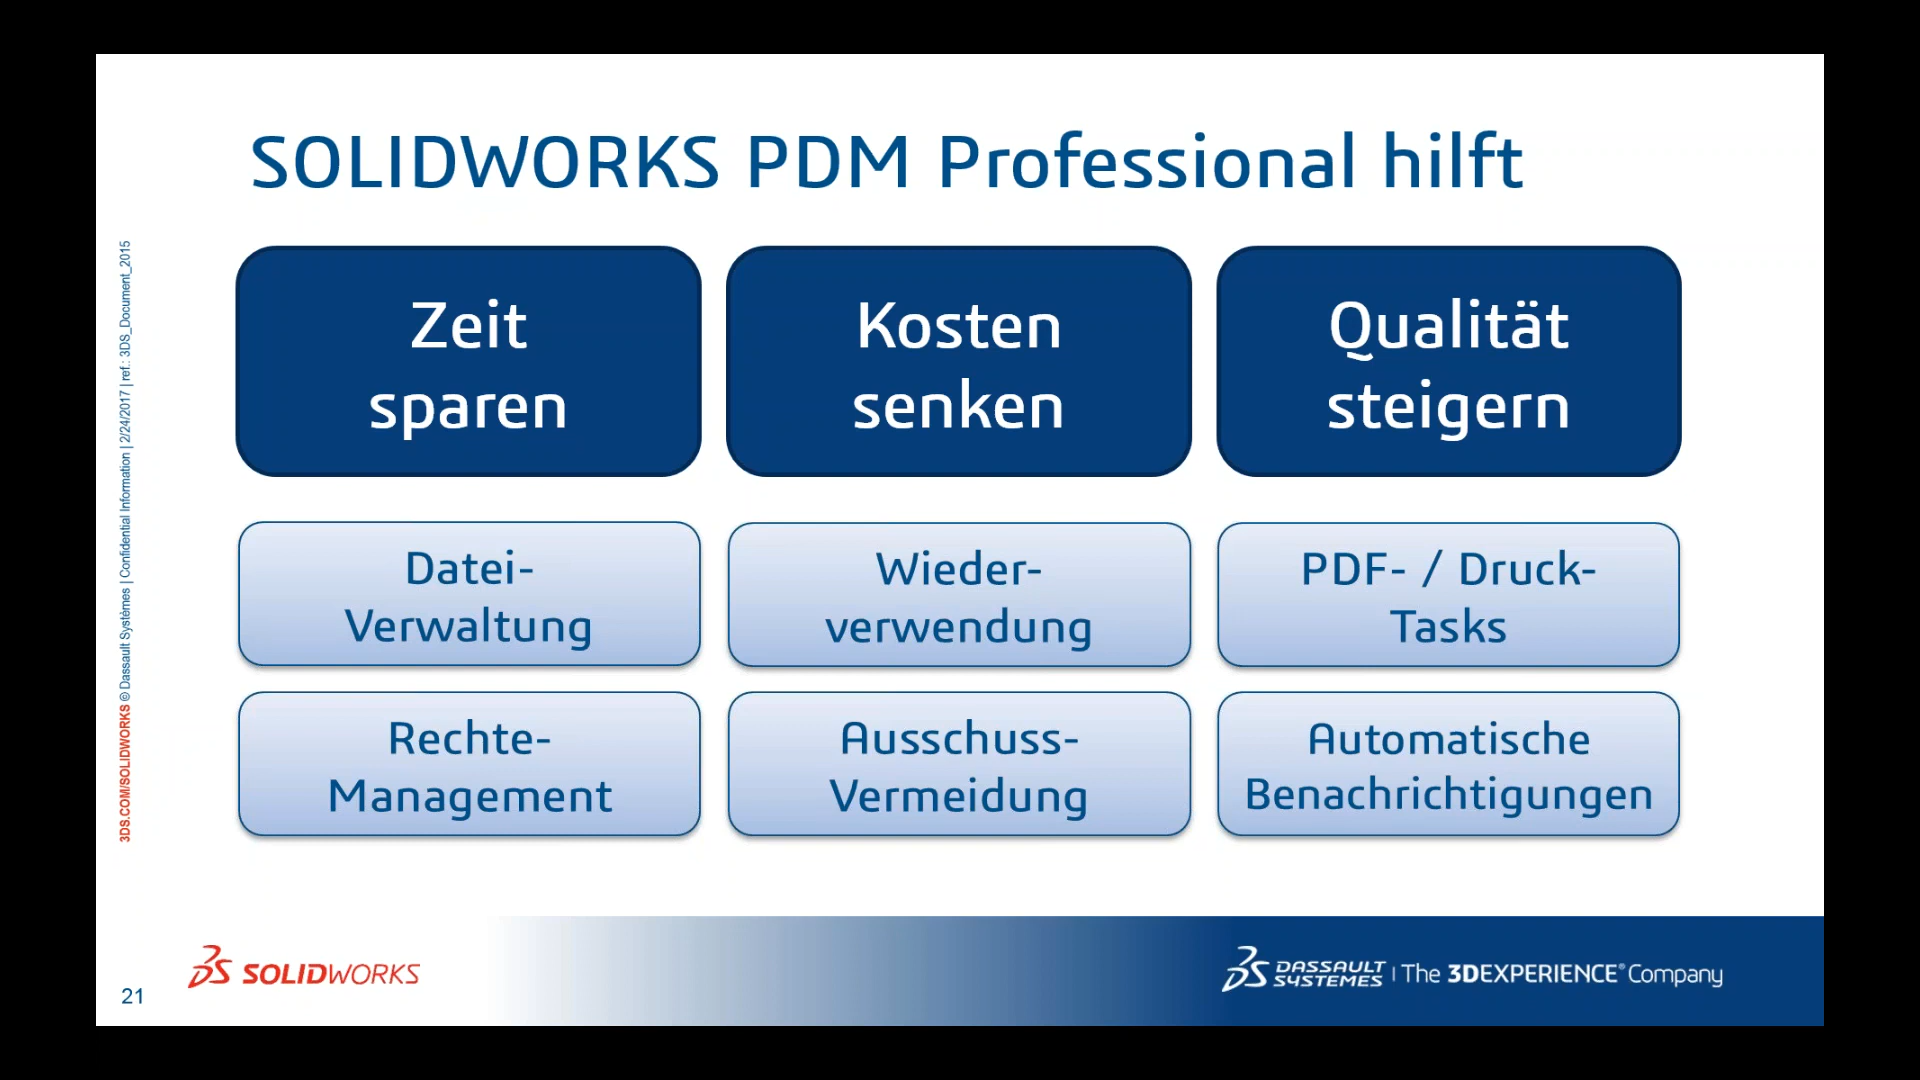 SOLIDWORKS PDM Professional hilft
Zeit
sparen
Kosten
senken
Qualität
steigern
Datei-
Verwaltung
Wieder-
verwendung
PDF- / Druck-
Tasks
Rechte-
Management
Ausschuss-
Vermeidung
Automatische
Benachrichtigungen
3DS.COM/SOLIDWORKS © Dassault Systèmes | Confidential Information | 2/24/2017 | ref.: 3DS_Document_2015
21
SOLIDWORKS
DASSAULT
SYSTEMES | The 3DEXPERIENCE® Company